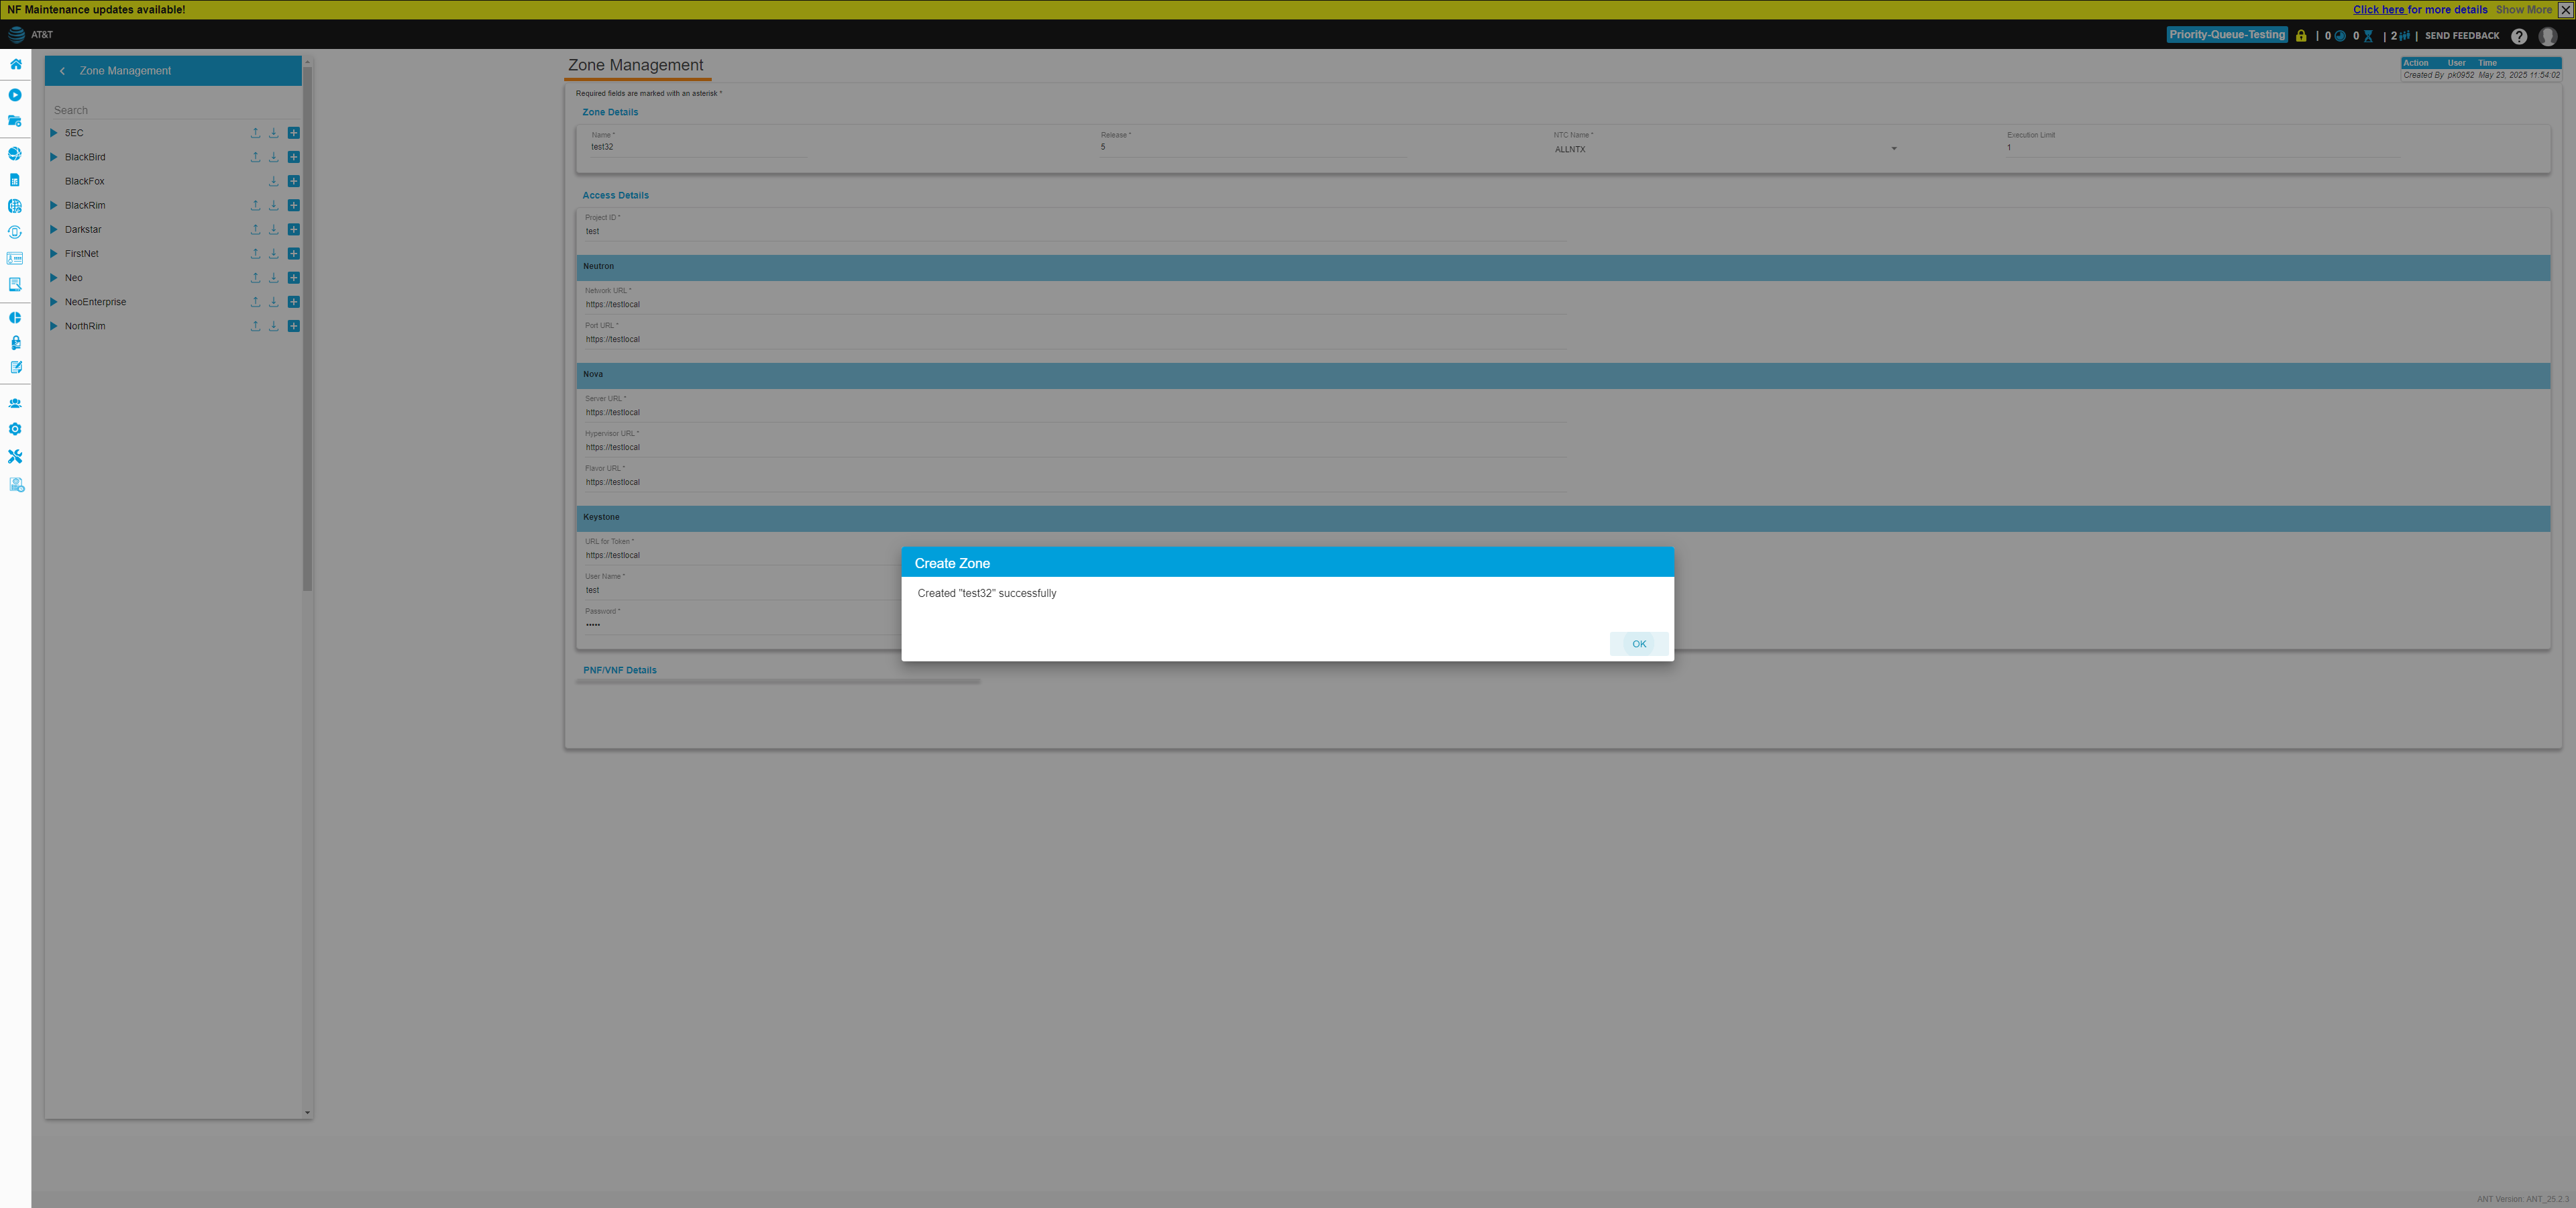 NF Maintenance updates available!
Click here for more details Show More
AT&T
Priority-Queue-Testing | 0 0 | 2 | SEND FEEDBACK
Zone Management
Search
5EC
BlackBird
BlackFox
BlackRim
Darkstar
FirstNet
Neo
NeoEnterprise
NorthRim
Zone Management
Action User Time
Created By pk0952 May 23, 2025 11:54:02
Required fields are marked with an asterisk *
Zone Details
Name * Release * NTC Name * Execution Limit
test32 5 ALLNTX 1
Access Details
Project ID *
test
Neutron
Network URL *
https://testlocal
Port URL *
https://testlocal
Nova
Server URL *
https://testlocal
Hypervisor URL *
https://testlocal
Flavor URL *
https://testlocal
Keystone
URL for Token *
https://testlocal
User Name *
test
Password *
•••••
PNF/VNF Details
Create Zone
Created "test32" successfully
OK
ANT Version: ANT_25.2.3